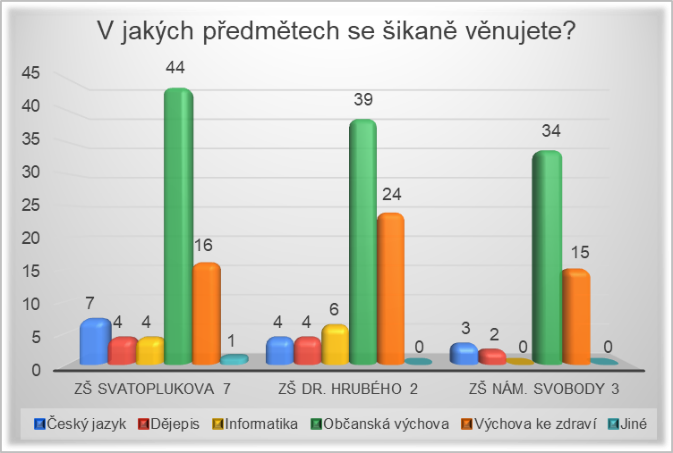 V jakých předmětech se šikaně věnujete?
45
40
35
30
25
20
15
10
5
0
7
4
4
44
16
1
4
4
6
39
24
0
3
2
0
34
15
0
ZŠ SVATOPLUKOVA 7
ZŠ DR. HRUBÉHO 2
ZŠ NÁM. SVOBODY 3
Český jazyk
Dějepis
Informatika
Občanská výchova
Výchova ke zdraví
Jiné